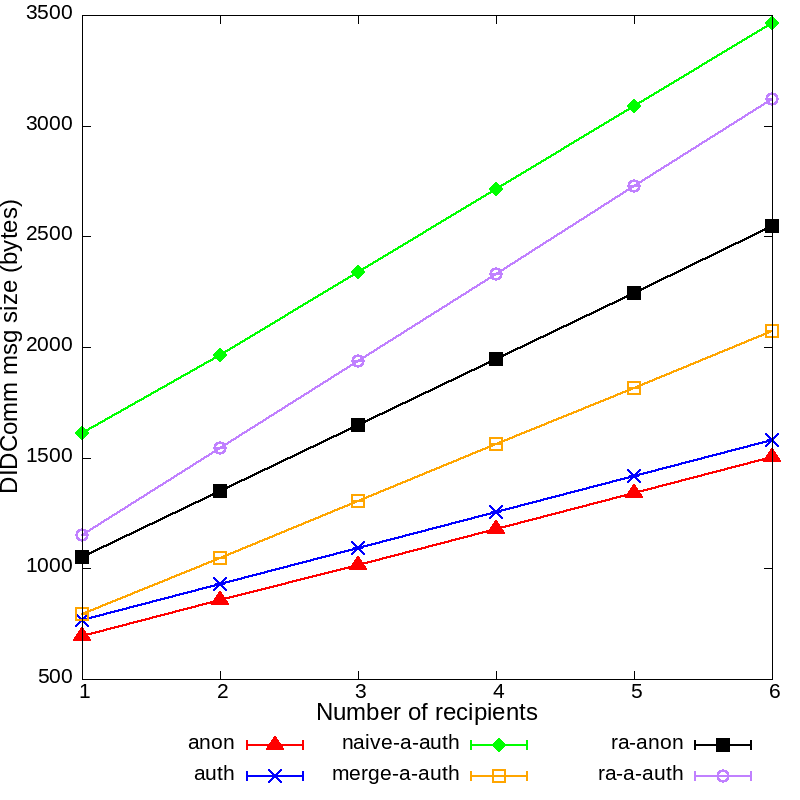 3500
3000
2500
2000
1500
1000
500
DIDComm msg size (bytes)
1 2 3 4 5 6
Number of recipients
anon naive-a-auth ra-anon
auth merge-a-auth ra-a-auth